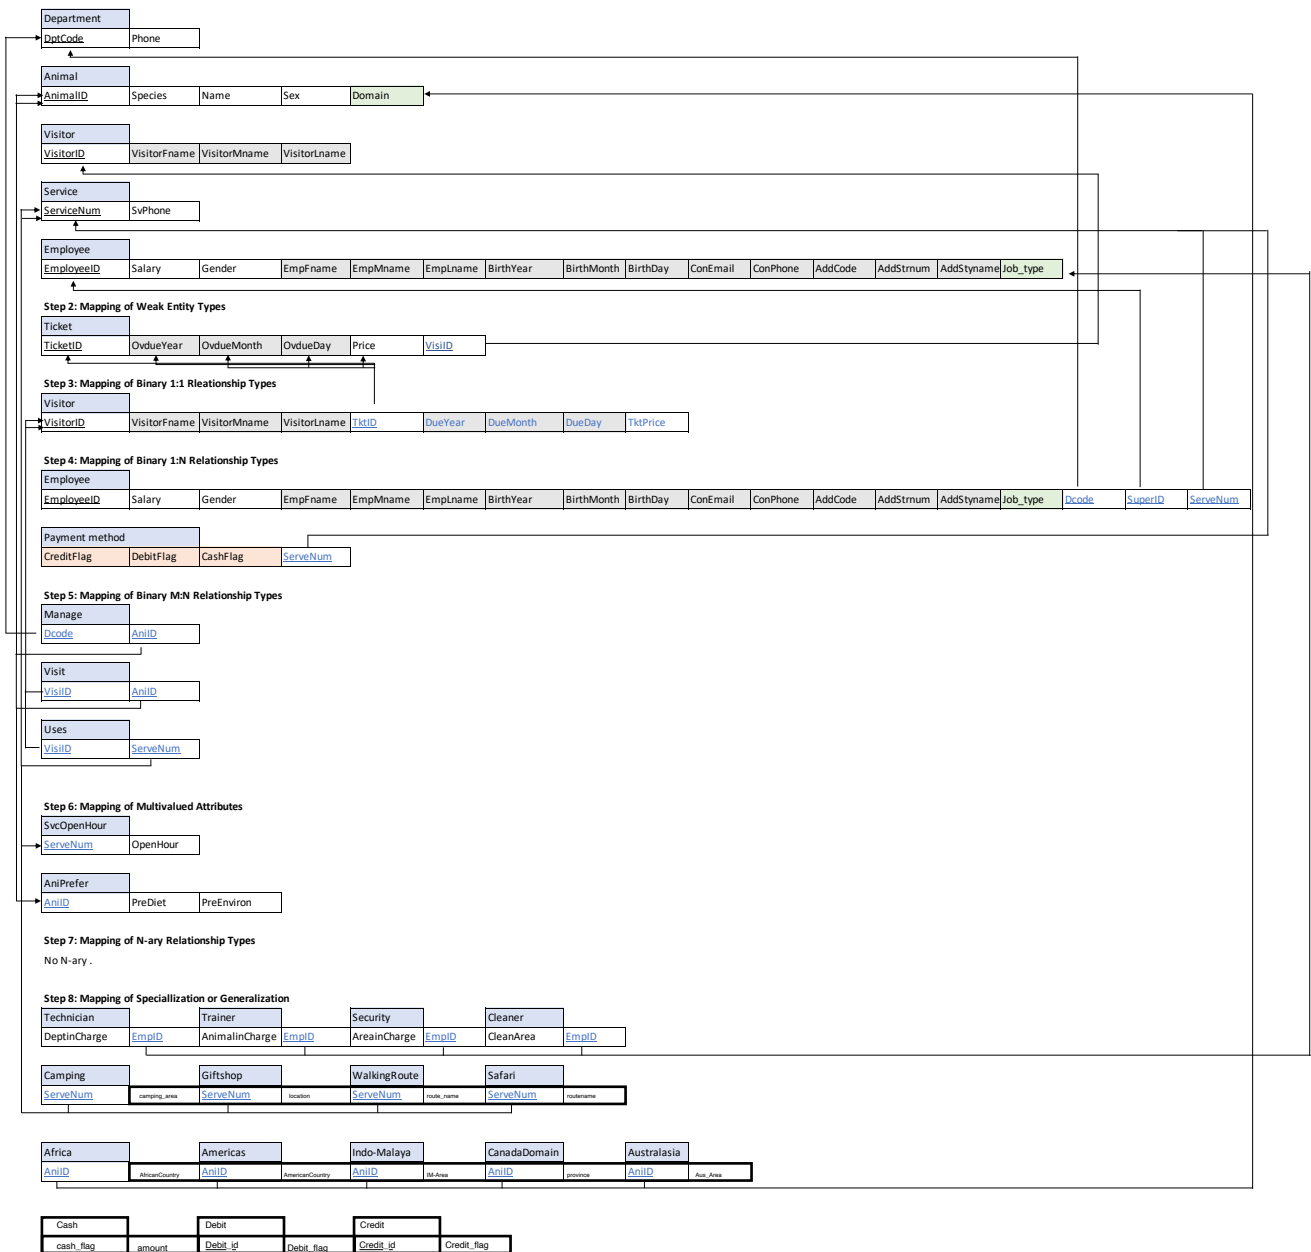 Department
DptCode Phone
Animal
AnimalID Species Name Sex Domain
Visitor
VisitorID VisitorFname VisitorMname VisitorLname
Service
ServiceNum SvPhone
Employee
EmployeeID Salary Gender EmpFname EmpMname EmpLname BirthYear BirthMonth BirthDay ConEmail ConPhone AddCode AddStrnum AddStyname Job_type
Step 2: Mapping of Weak Entity Types
Ticket
TicketID OvdueYear OvdueMonth OvdueDay Price VisiID
Step 3: Mapping of Binary 1:1 Rleationship Types
Visitor
VisitorID VisitorFname VisitorMname VisitorLname TktID DueYear DueMonth DueDay TktPrice
Step 4: Mapping of Binary 1:N Relationship Types
Employee
EmployeeID Salary Gender EmpFname EmpMname EmpLname BirthYear BirthMonth BirthDay ConEmail ConPhone AddCode AddStrnum AddStyname Job_type Dcode SuperID ServeNum
Payment method
CreditFlag DebitFlag CashFlag ServeNum
Step 5: Mapping of Binary M:N Relationship Types
Manage
Dcode AniID
Visit
VisiID AniID
Uses
VisiID ServeNum
Step 6: Mapping of Multivalued Attributes
SvcOpenHour
ServeNum OpenHour
AniPrefer
AniID PreDiet PreEnviron
Step 7: Mapping of N-ary Relationship Types
No N-ary .
Step 8: Mapping of Speciallization or Generalization
Technician Trainer Security Cleaner
DeptinCharge EmpID AnimalinCharge EmpID AreainCharge EmpID CleanArea EmpID
Camping Giftshop WalkingRoute Safari
ServeNum camping_area ServeNum location ServeNum route_name ServeNum routename
Africa Americas Indo-Malaya CanadaDomain Australasia
AniID AfricanCountry AniID AmericanCountry AniID IM-Area AniID province AniID Aus_Area
Cash Debit Credit
cash_flag amount Debit_id Debit_flag Credit_id Credit_flag